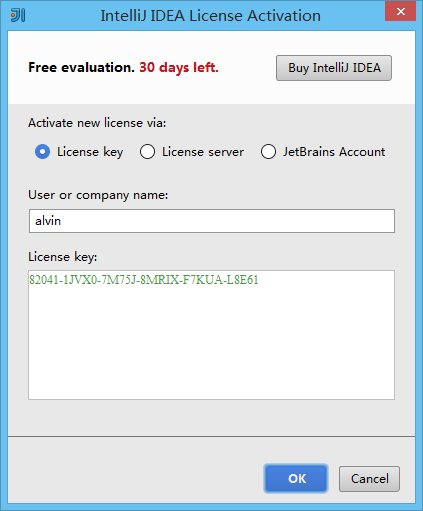 IntelliJ IDEA License Activation
Free evaluation. 30 days left.
Buy IntelliJ IDEA
Activate new license via:
License key License server JetBrains Account
User or company name:
alvin
License key:
82041-1JVX0-7M75J-8MRIX-F7KUA-L8E61
OK Cancel